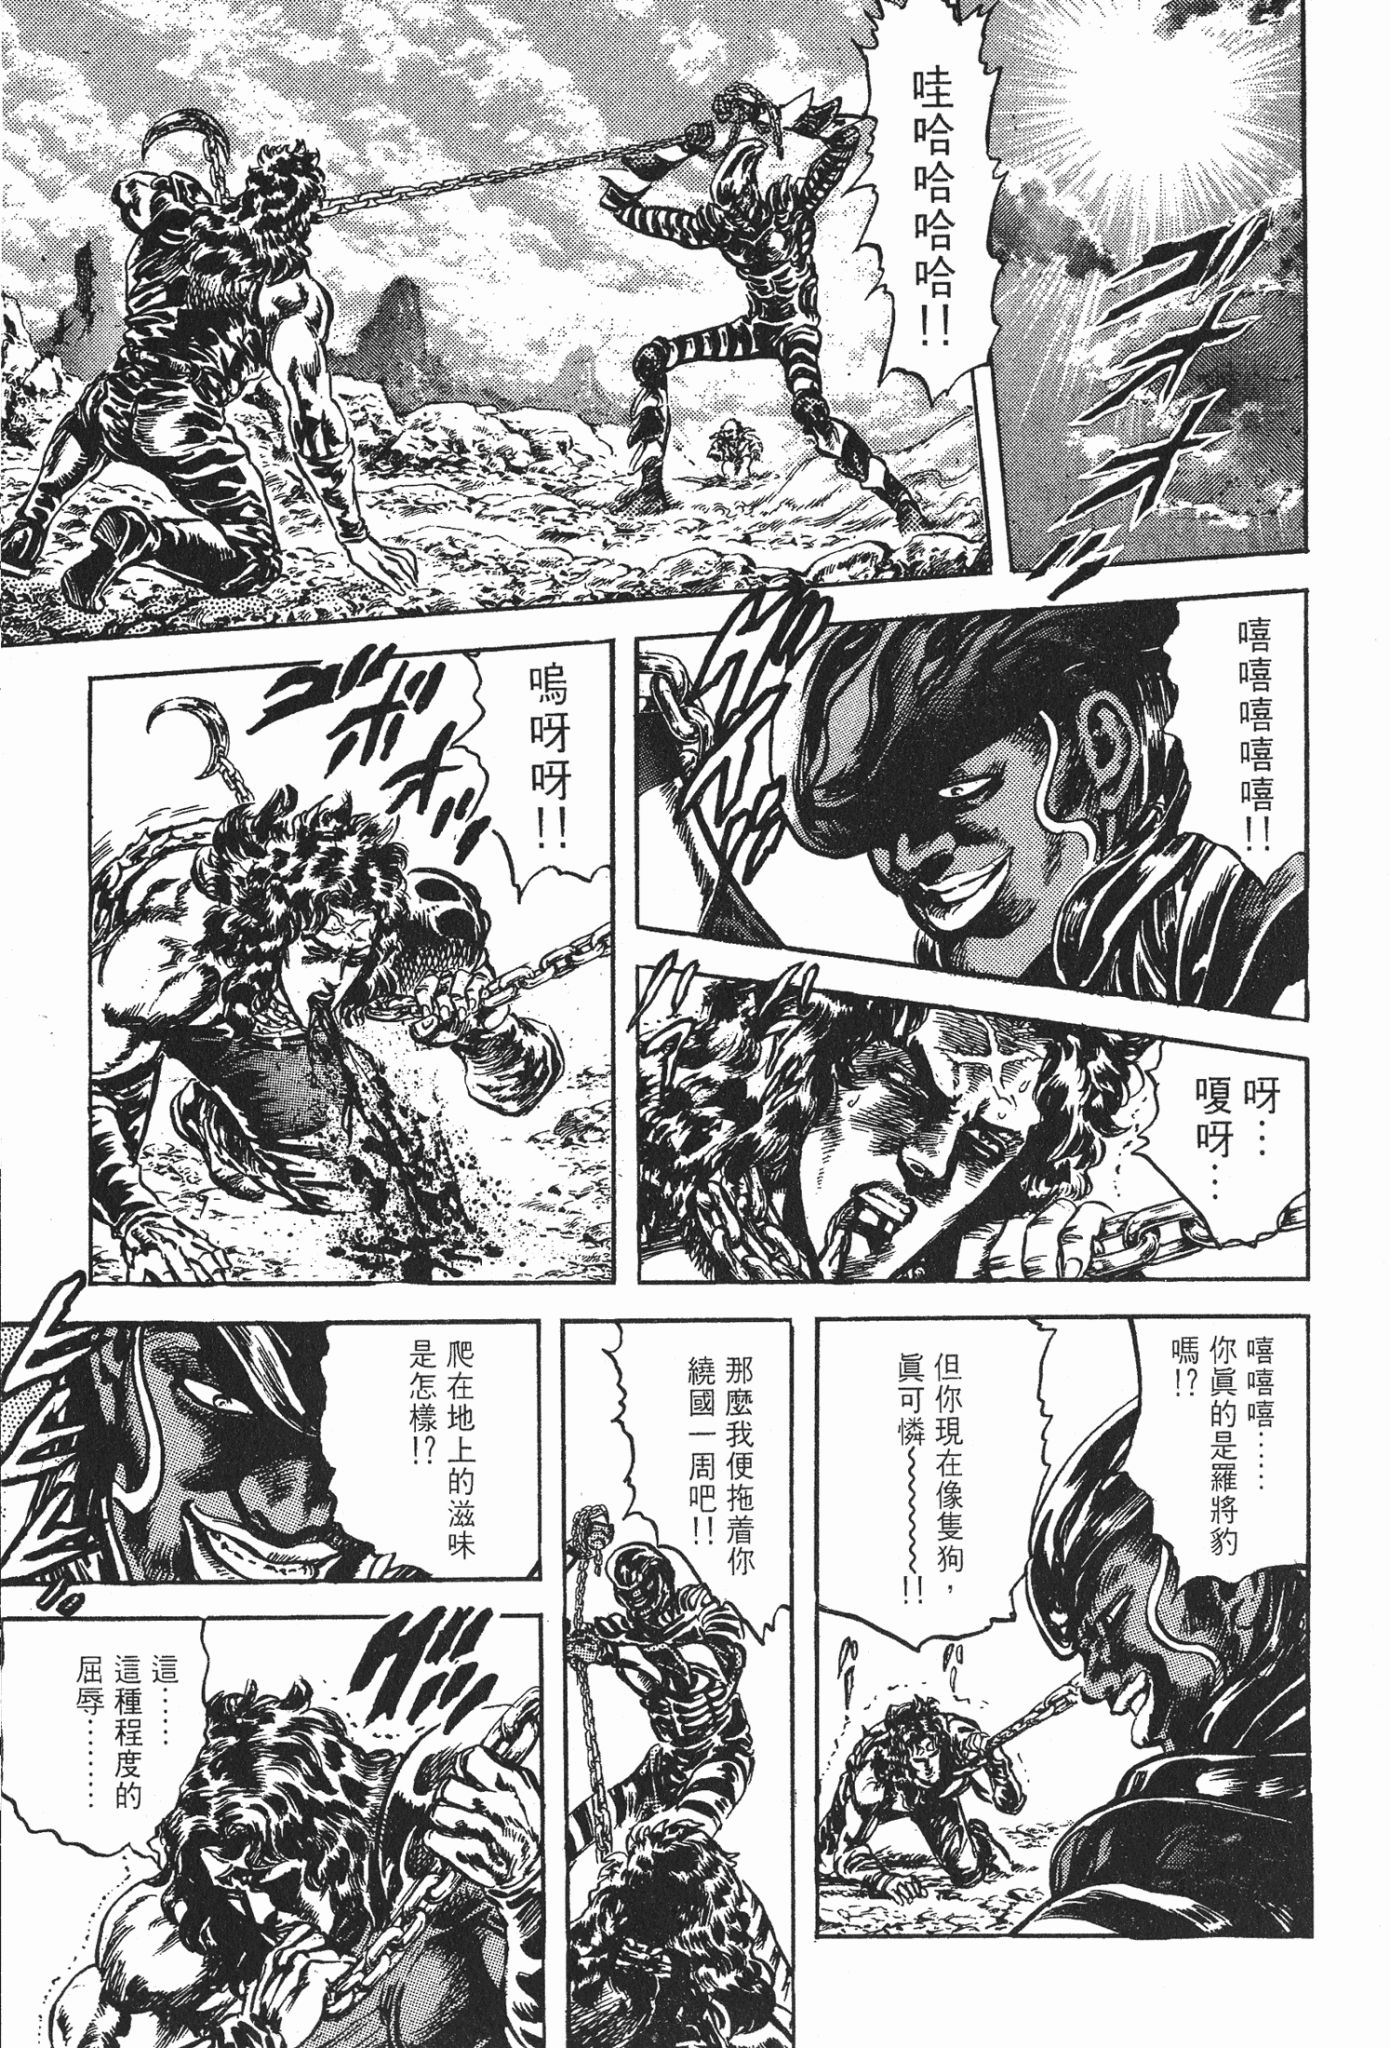 哇哈哈哈哈!!
嘻嘻嘻嘻嘻!!
呀…
嗄呀…
嗚呀呀!!
嘻嘻嘻……
你眞的是羅將豹
嗎!?
但你現在像隻狗，
眞可憐～～～～!!
那麼我便拖着你
繞國一周吧!!
爬在地上的滋味
是怎樣!?
這……
這種程度的
屈辱………